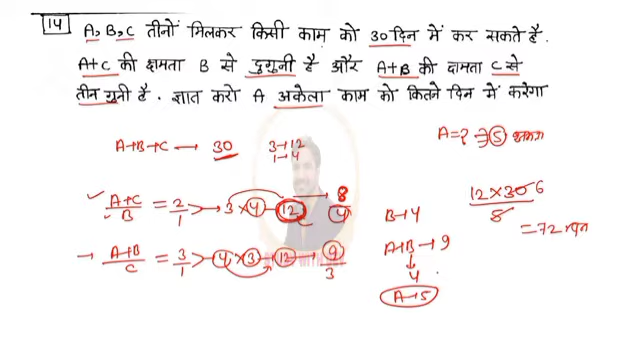 14 A, B, C तीनों मिलकर किसी काम को 30 दिन में कर सकते है.
A+C की क्षमता B से दुगुनी है और A+B की क्षमता C से
तीन गुनी है. ज्ञात करो A अकेला काम को कितने दिन में करेगा
A+B+C → 30
3→12
1→4
A=? → 5
A+C/B = 2/1 > 3 × 4 — 12 → 8
4
A+B/C = 3/1 > 4 × 3 — 12 → 9
3
B→4
A+B → 9
↓
4
A→5
12×30 6
8
= 72 दिन